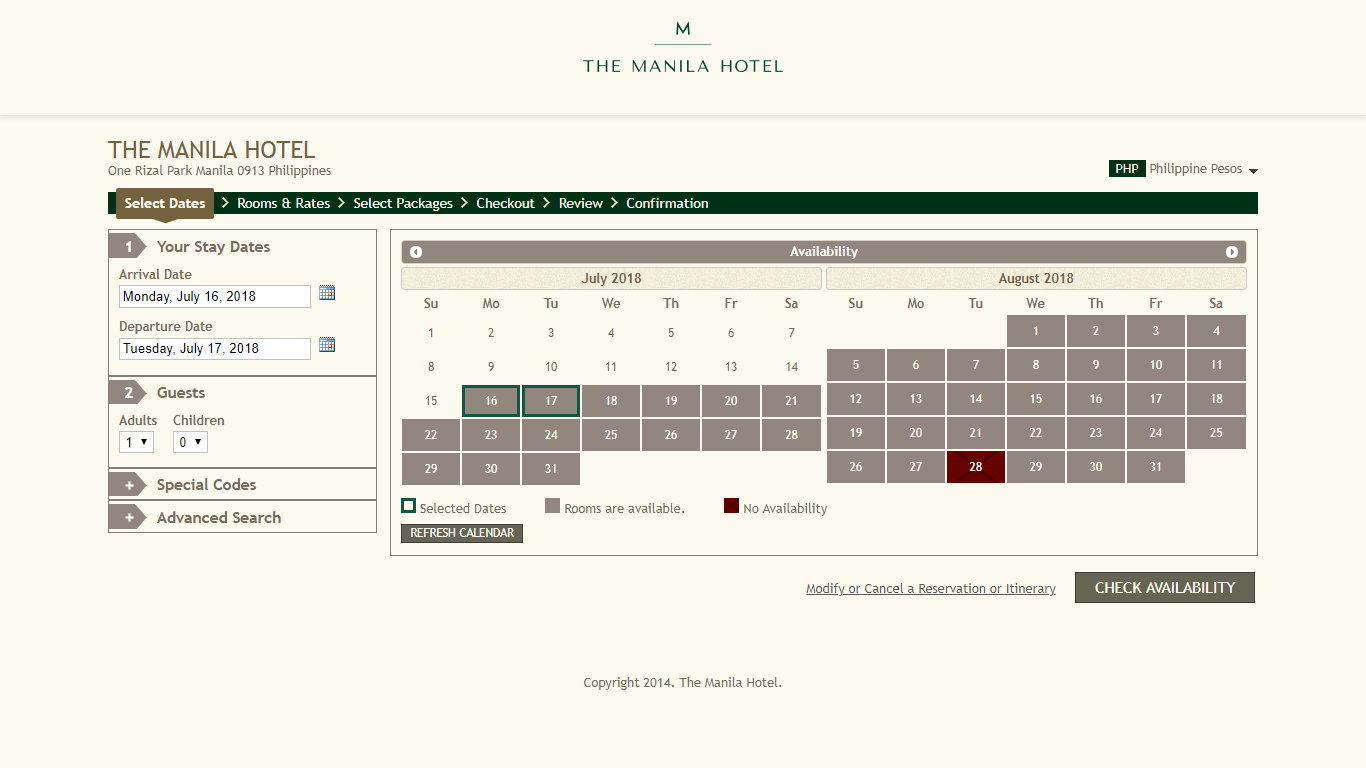 M
THE MANILA HOTEL
THE MANILA HOTEL
One Rizal Park Manila 0913 Philippines
PHP Philippine Pesos
Select Dates Rooms & Rates Select Packages Checkout Review Confirmation
1 Your Stay Dates
Arrival Date
Monday, July 16, 2018
Departure Date
Tuesday, July 17, 2018
2 Guests
Adults Children
1 0
+ Special Codes
+ Advanced Search
Availability
July 2018
Su Mo Tu We Th Fr Sa
1 2 3 4 5 6 7
8 9 10 11 12 13 14
15 16 17 18 19 20 21
22 23 24 25 26 27 28
29 30 31
August 2018
Su Mo Tu We Th Fr Sa
1 2 3 4
5 6 7 8 9 10 11
12 13 14 15 16 17 18
19 20 21 22 23 24 25
26 27 28 29 30 31
Selected Dates Rooms are available. No Availability
REFRESH CALENDAR
Modify or Cancel a Reservation or Itinerary CHECK AVAILABILITY
Copyright 2014. The Manila Hotel.